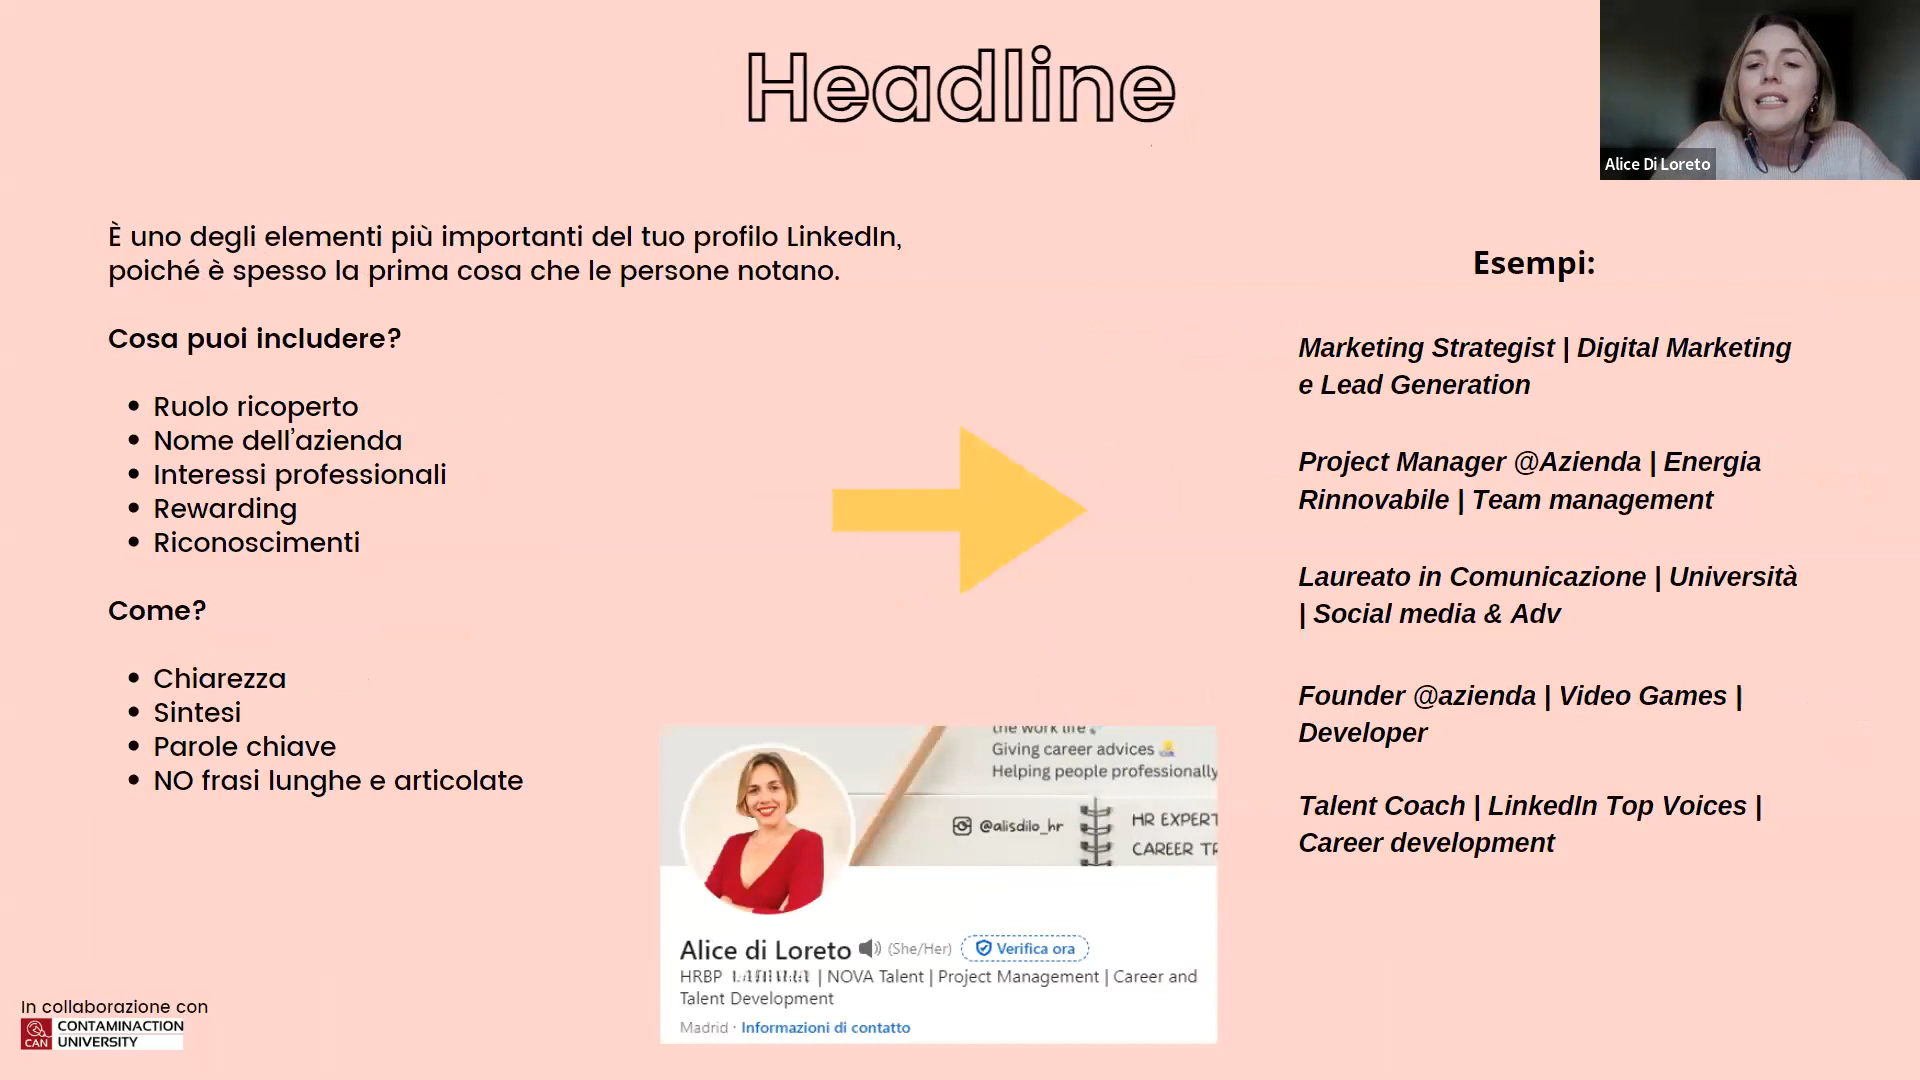 Headline
Alice Di Loreto
È uno degli elementi più importanti del tuo profilo LinkedIn,
poiché è spesso la prima cosa che le persone notano.
Cosa puoi includere?
• Ruolo ricoperto
• Nome dell'azienda
• Interessi professionali
• Rewarding
• Riconoscimenti
Come?
• Chiarezza
• Sintesi
• Parole chiave
• NO frasi lunghe e articolate
Esempi:
Marketing Strategist | Digital Marketing
e Lead Generation
Project Manager @Azienda | Energia
Rinnovabile | Team management
Laureato in Comunicazione | Università
| Social media & Adv
Founder @azienda | Video Games |
Developer
Talent Coach | LinkedIn Top Voices |
Career development
the work life
Giving career advices
Helping people professionally
@alisdilo_hr
HR EXPERT
CAREER TR
Alice di Loreto (She/Her) Verifica ora
HRBP | NOVA Talent | Project Management | Career and
Talent Development
Madrid · Informazioni di contatto
In collaborazione con
CAN
CONTAMINACTION
UNIVERSITY